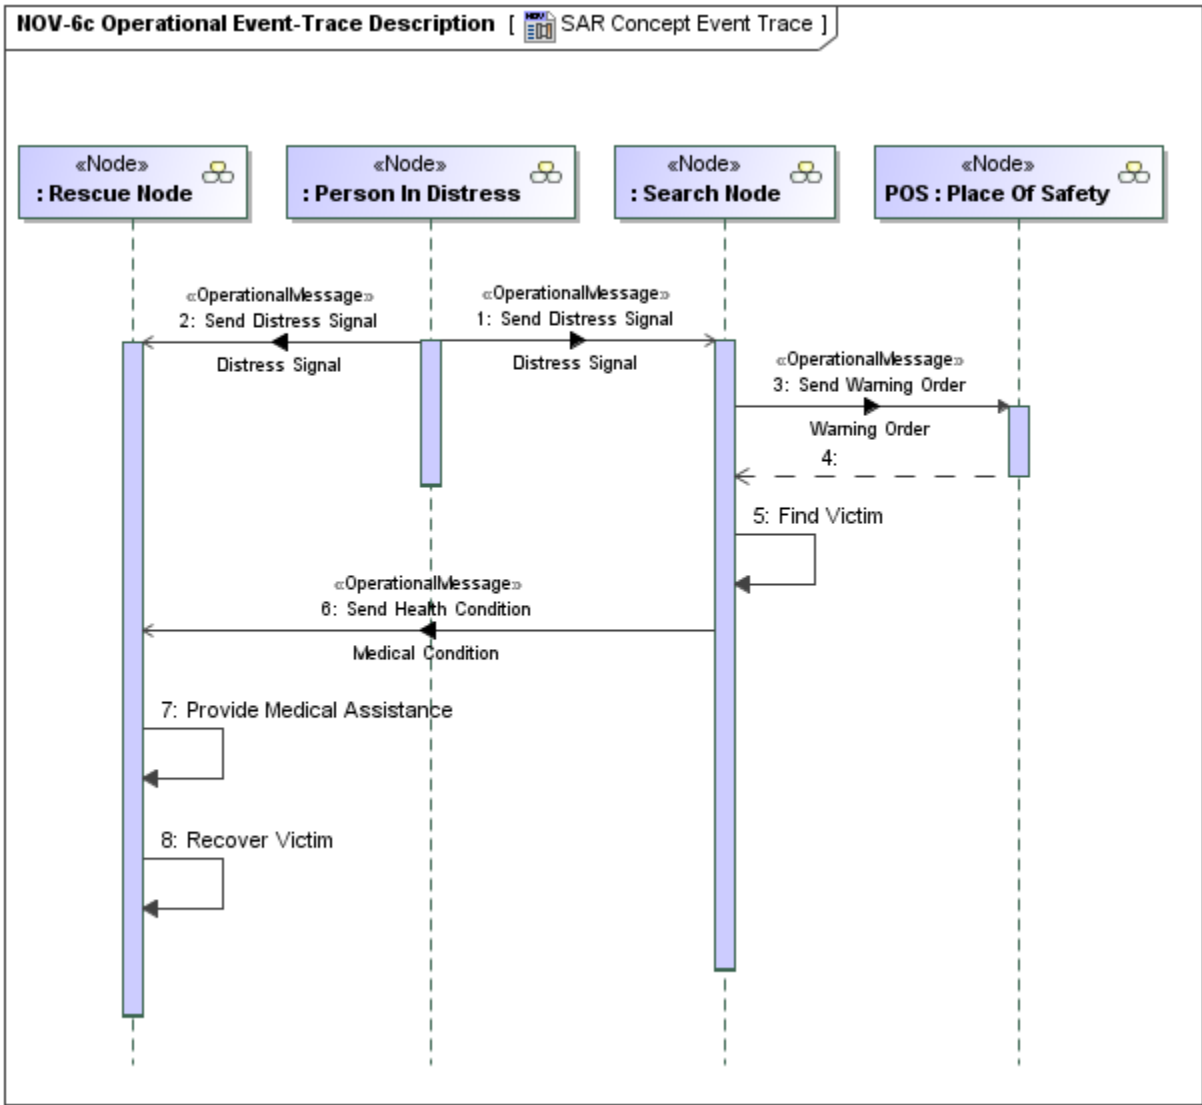 NOV-6c Operational Event-Trace Description [ NOV SAR Concept Event Trace ]
«Node»
: Rescue Node
«Node»
: Person In Distress
«Node»
: Search Node
«Node»
POS : Place Of Safety
«OperationalMessage»
2: Send Distress Signal
Distress Signal
«OperationalMessage»
1: Send Distress Signal
Distress Signal
«OperationalMessage»
3: Send Warning Order
Warning Order
4:
5: Find Victim
«OperationalMessage»
6: Send Health Condition
Medical Condition
7: Provide Medical Assistance
8: Recover Victim